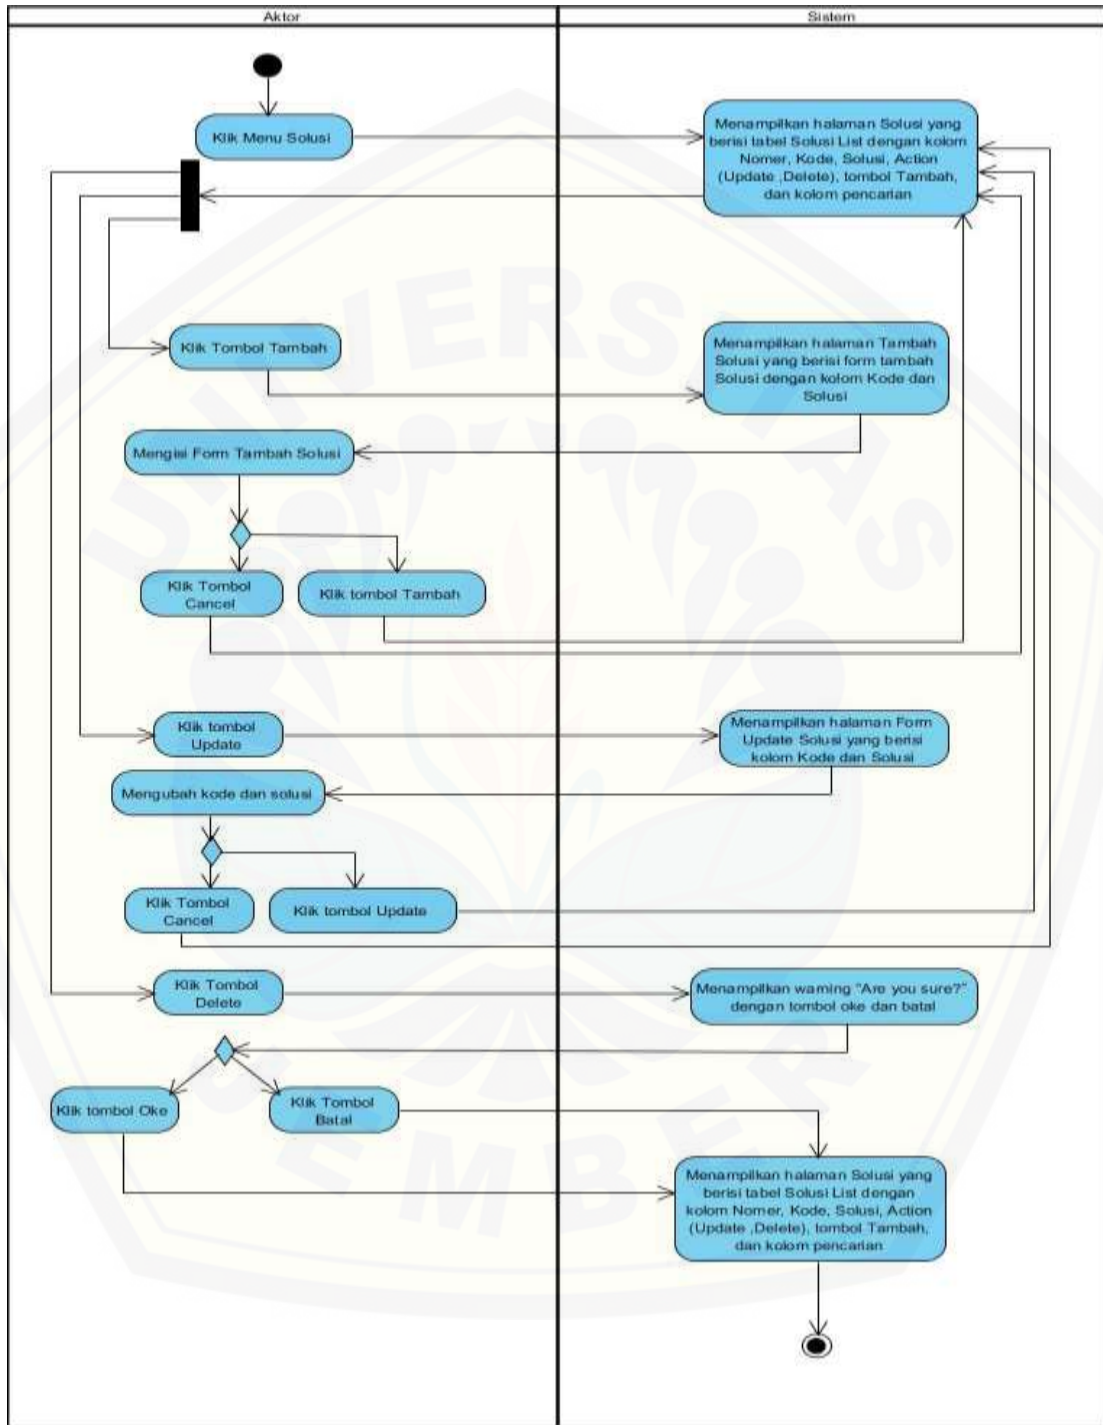 Aktor
Sistem
Klik Menu Solusi
Menampilkan halaman Solusi yang
berisi tabel Solusi List dengan kolom
Nomer, Kode, Solusi, Action
(Update ,Delete), tombol Tambah,
dan kolom pencarian
Klik Tombol Tambah
Menampilkan halaman Tambah
Solusi yang berisi form tambah
Solusi dengan kolom Kode dan
Solusi
Mengisi Form Tambah Solusi
Klik Tombol
Cancel
Klik tombol Tambah
Klik tombol
Update
Menampilkan halaman Form
Update Solusi yang berisi
kolom Kode dan Solusi
Mengubah kode dan solusi
Klik Tombol
Cancel
Klik tombol Update
Klik Tombol
Delete
Menampilkan warning "Are you sure?"
dengan tombol oke dan batal
Klik tombol Oke
Klik Tombol
Batal
Menampilkan halaman Solusi yang
berisi tabel Solusi List dengan
kolom Nomer, Kode, Solusi, Action
(Update ,Delete), tombol Tambah,
dan kolom pencarian
UNIVERSITAS
JEMBER